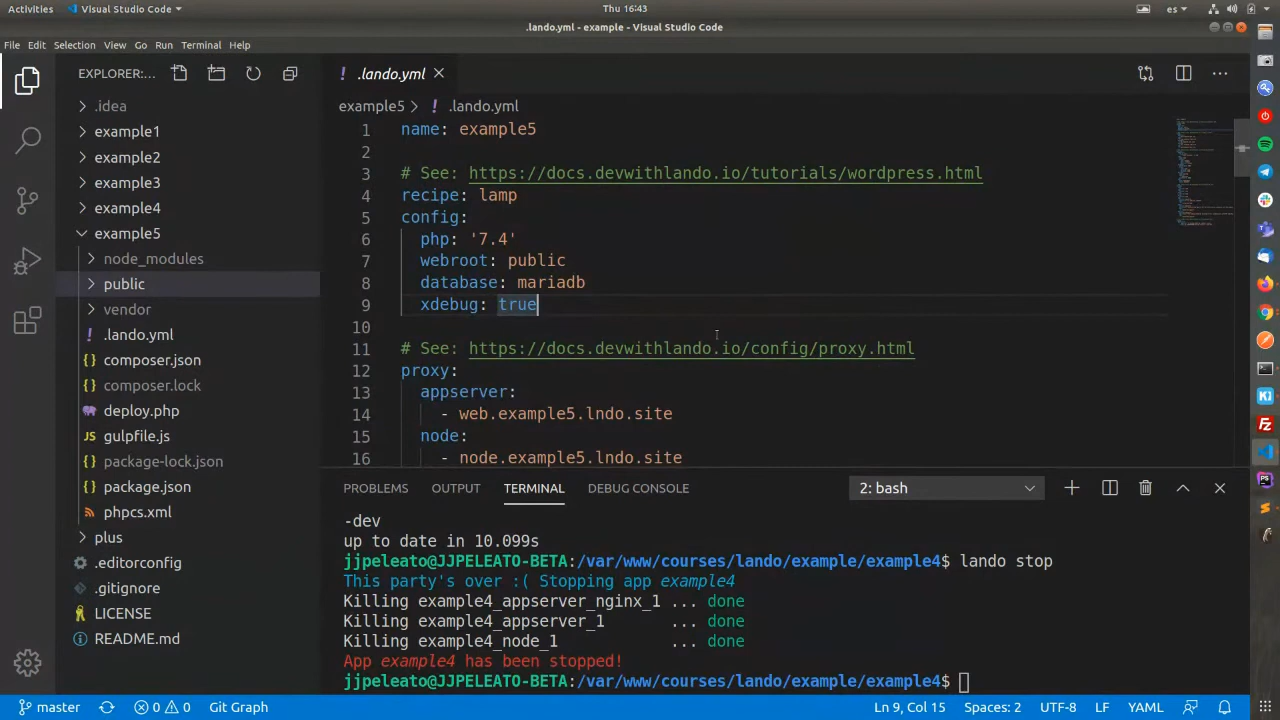 Activities
Visual Studio Code
Thu 16:43
es
.lando.yml - example - Visual Studio Code
File Edit Selection View Go Run Terminal Help
EXPLORER:...
! .lando.yml
example5 > ! .lando.yml
.idea
example1
example2
example3
example4
example5
node_modules
public
vendor
! .lando.yml
composer.json
composer.lock
deploy.php
JS gulpfile.js
package-lock.json
package.json
phpcs.xml
plus
.editorconfig
.gitignore
LICENSE
README.md
1 name: example5
2
3 # See: https://docs.devwithlando.io/tutorials/wordpress.html
4 recipe: lamp
5 config:
6 php: '7.4'
7 webroot: public
8 database: mariadb
9 xdebug: true
10
11 # See: https://docs.devwithlando.io/config/proxy.html
12 proxy:
13 appserver:
14 - web.example5.lndo.site
15 node:
16 - node.example5.lndo.site
PROBLEMS OUTPUT TERMINAL DEBUG CONSOLE
2: bash
-dev
up to date in 10.099s
jjpeleato@JJPELEATO-BETA:/var/www/courses/lando/example/example4$ lando stop
This party's over :( Stopping app example4
Killing example4_appserver_nginx_1 ... done
Killing example4_appserver_1 ... done
Killing example4_node_1 ... done
App example4 has been stopped!
jjpeleato@JJPELEATO-BETA:/var/www/courses/lando/example/example4$
master
0 0
Git Graph
Ln 9, Col 15
Spaces: 2
UTF-8
LF
YAML